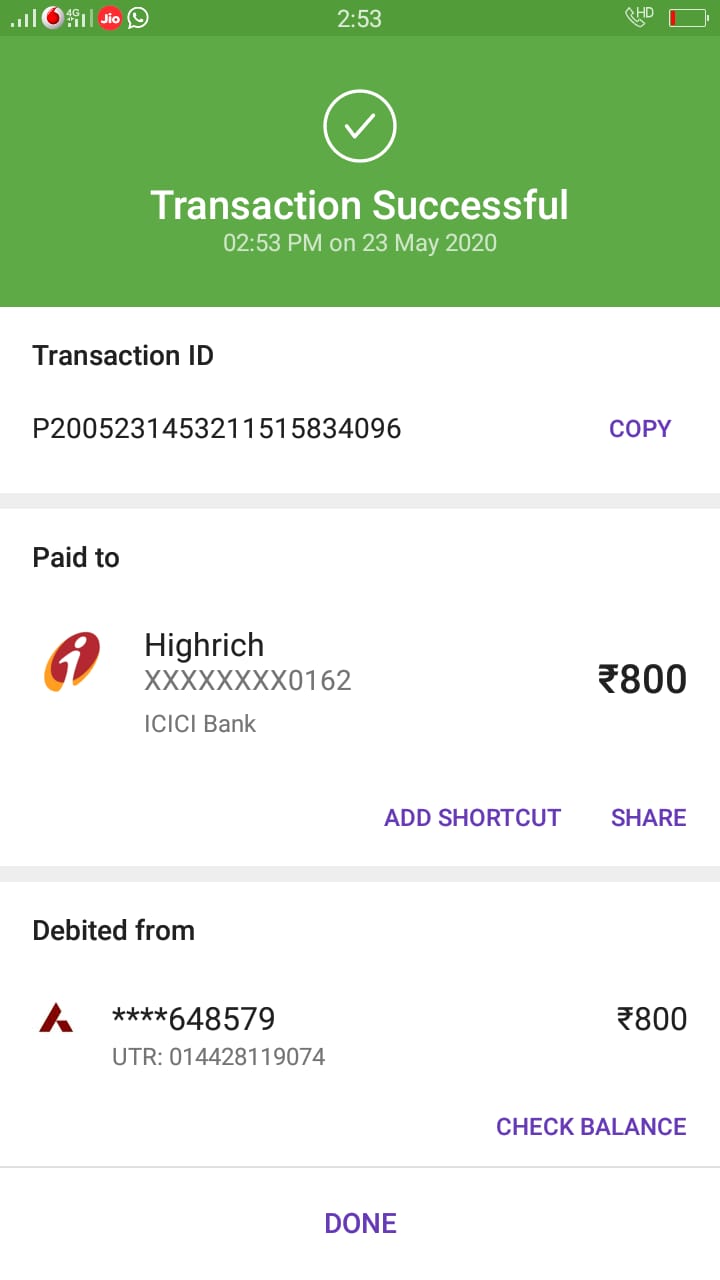 4G Jio 2:53 HD
Transaction Successful
02:53 PM on 23 May 2020
Transaction ID
P2005231453211515834096 COPY
Paid to
Highrich
XXXXXXXX0162 ₹800
ICICI Bank
ADD SHORTCUT SHARE
Debited from
****648579 ₹800
UTR: 014428119074
CHECK BALANCE
DONE